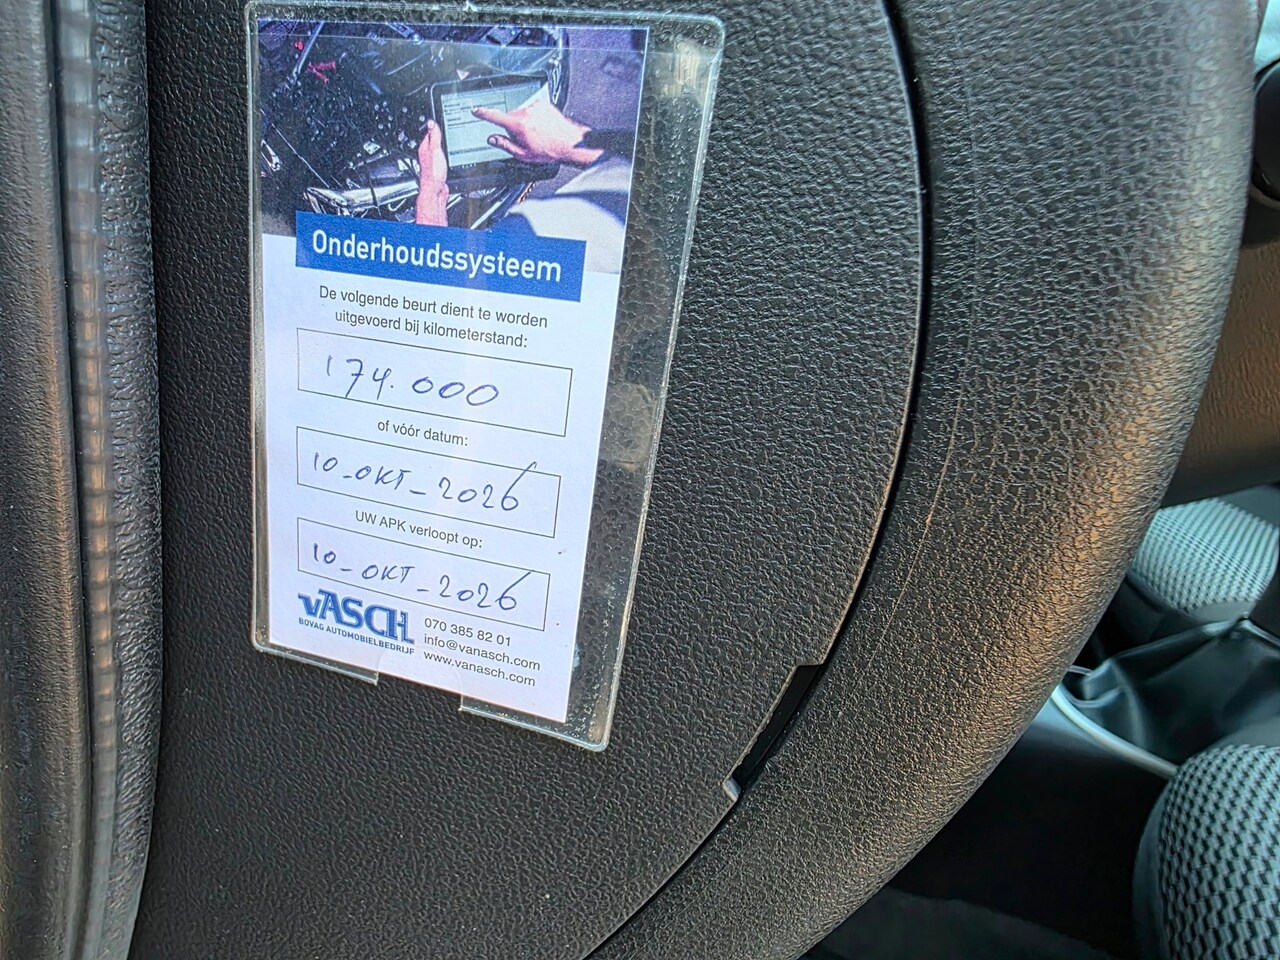 Onderhoudssysteem
De volgende beurt dient te worden
uitgevoerd bij kilometerstand:
174.000
of vóór datum:
10-OKT-2026
UW APK verloopt op:
10-OKT-2026
vASCH
BOVAG AUTOMOBIELBEDRIJF
070 385 82 01
info@vanasch.com
www.vanasch.com